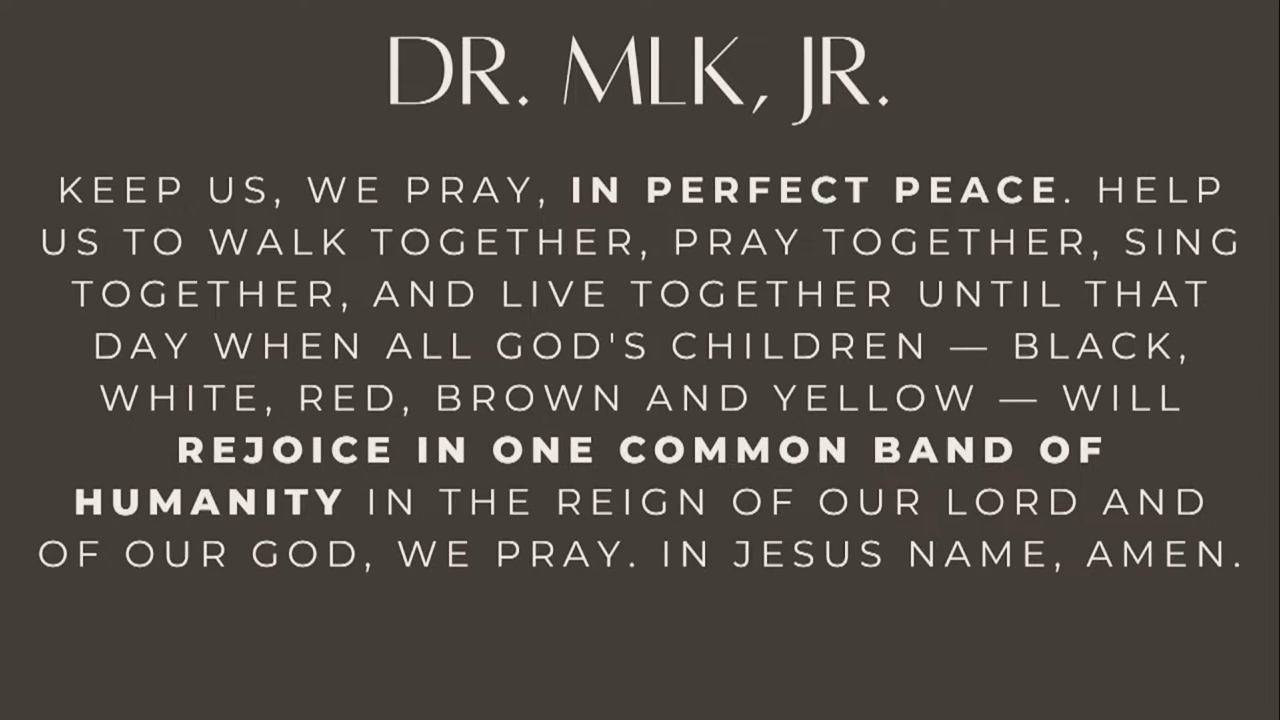 DR. MLK, JR.
KEEP US, WE PRAY, IN PERFECT PEACE. HELP
US TO WALK TOGETHER, PRAY TOGETHER, SING
TOGETHER, AND LIVE TOGETHER UNTIL THAT
DAY WHEN ALL GOD'S CHILDREN — BLACK,
WHITE, RED, BROWN AND YELLOW — WILL
REJOICE IN ONE COMMON BAND OF
HUMANITY IN THE REIGN OF OUR LORD AND
OF OUR GOD, WE PRAY. IN JESUS NAME, AMEN.